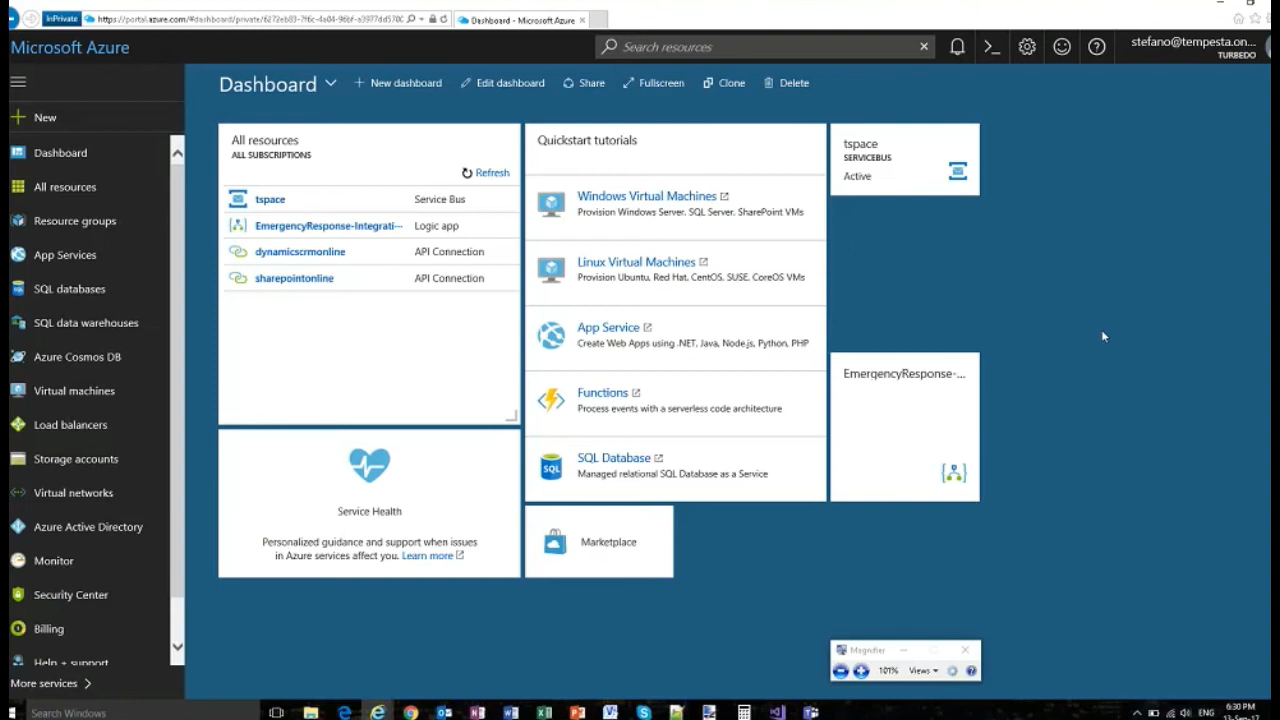 InPrivate
Dashboard - Microsoft Azure
Microsoft Azure
Search resources
stefano@tempesta.on...
TURBEDO
Dashboard
New dashboard
Edit dashboard
Share
Fullscreen
Clone
Delete
New
Dashboard
All resources
Resource groups
App Services
SQL databases
SQL data warehouses
Azure Cosmos DB
Virtual machines
Load balancers
Storage accounts
Virtual networks
Azure Active Directory
Monitor
Security Center
Billing
Help + support
More services
All resources
ALL SUBSCRIPTIONS
Refresh
tspace Service Bus
EmergencyResponse-Integrati... Logic app
dynamicscrmonline API Connection
sharepointonline API Connection
Service Health
Personalized guidance and support when issues
in Azure services affect you. Learn more
Quickstart tutorials
Windows Virtual Machines
Provision Windows Server, SQL Server, SharePoint VMs
Linux Virtual Machines
Provision Ubuntu, Red Hat, CentOS, SUSE, CoreOS VMs
App Service
Create Web Apps using .NET, Java, Node.js, Python, PHP
Functions
Process events with a serverless code architecture
SQL
SQL Database
Managed relational SQL Database as a Service
Marketplace
tspace
SERVICEBUS
Active
EmergencyResponse-...
Magnifier
101% Views
Search Windows
ENG
6:30 PM
13-Sep-17